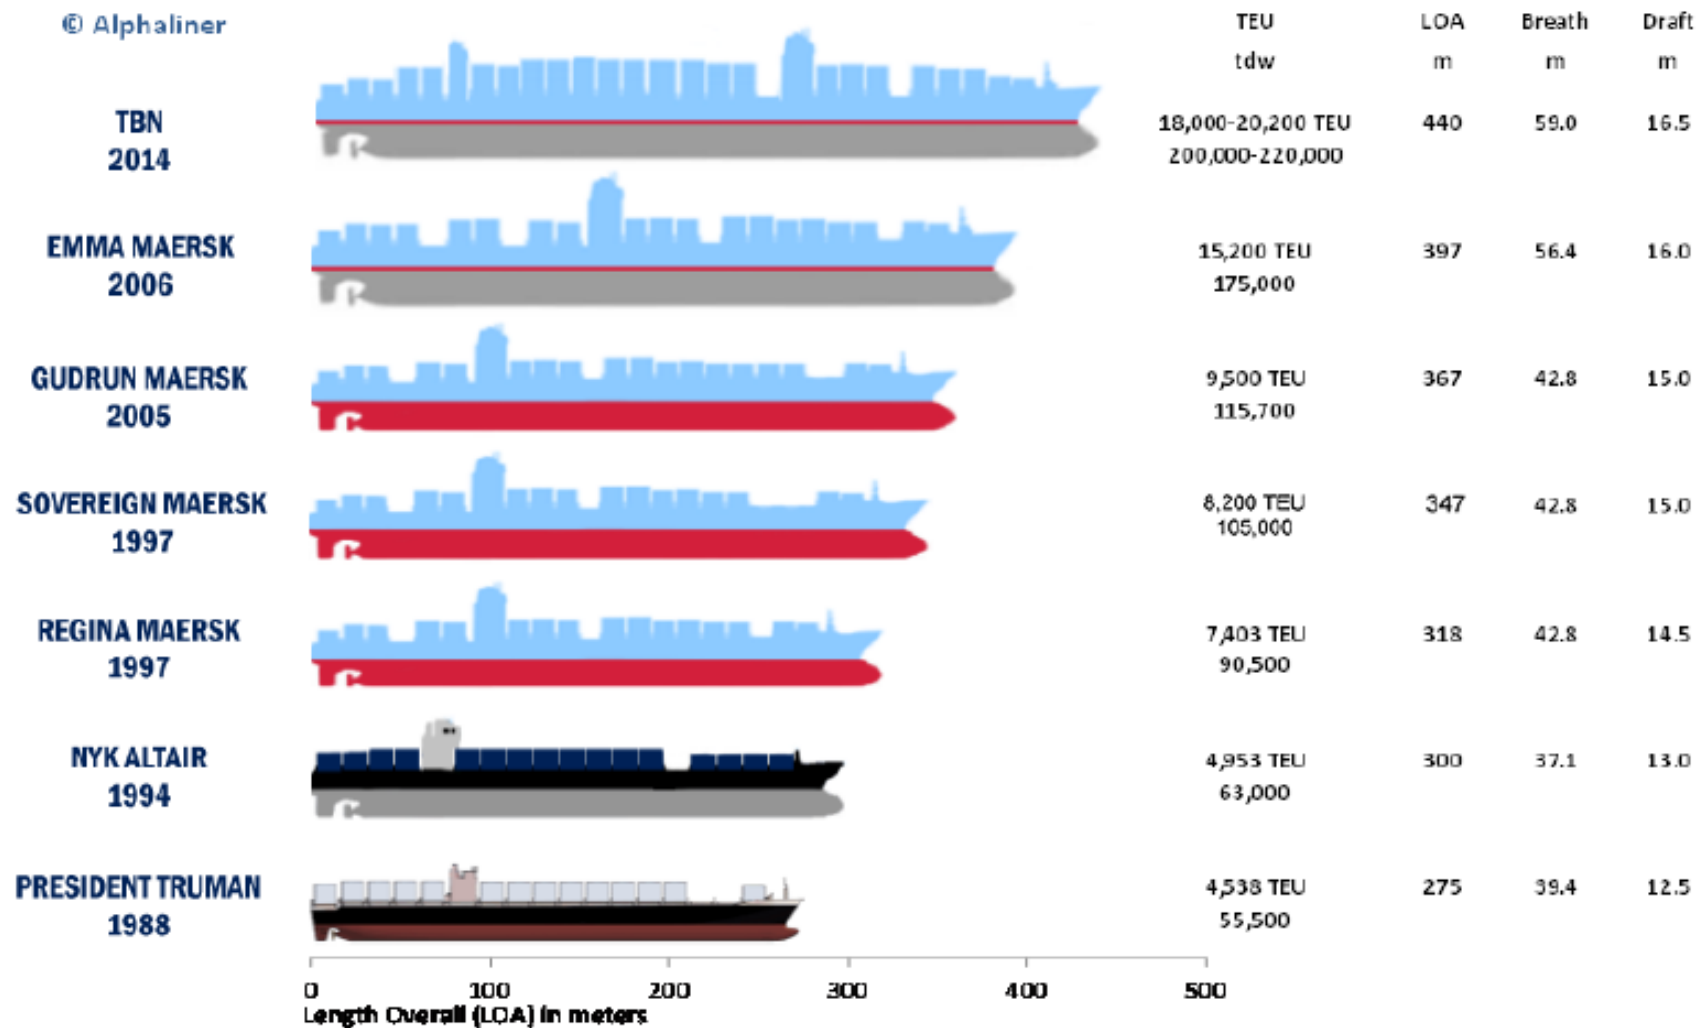 © Alphaliner
TEU LOA Breath Draft
tdw m m m
TBN
2014
18,000-20,200 TEU 440 59.0 16.5
200,000-220,000
EMMA MAERSK
2006
15,200 TEU 397 56.4 16.0
175,000
GUDRUN MAERSK
2005
9,500 TEU 367 42.8 15.0
115,700
SOVEREIGN MAERSK
1997
8,200 TEU 347 42.8 15.0
105,000
REGINA MAERSK
1997
7,403 TEU 318 42.8 14.5
90,500
NYK ALTAIR
1994
4,953 TEU 300 37.1 13.0
63,000
PRESIDENT TRUMAN
1988
4,538 TEU 275 39.4 12.5
55,500
0 100 200 300 400 500
Length Overall (LOA) in meters